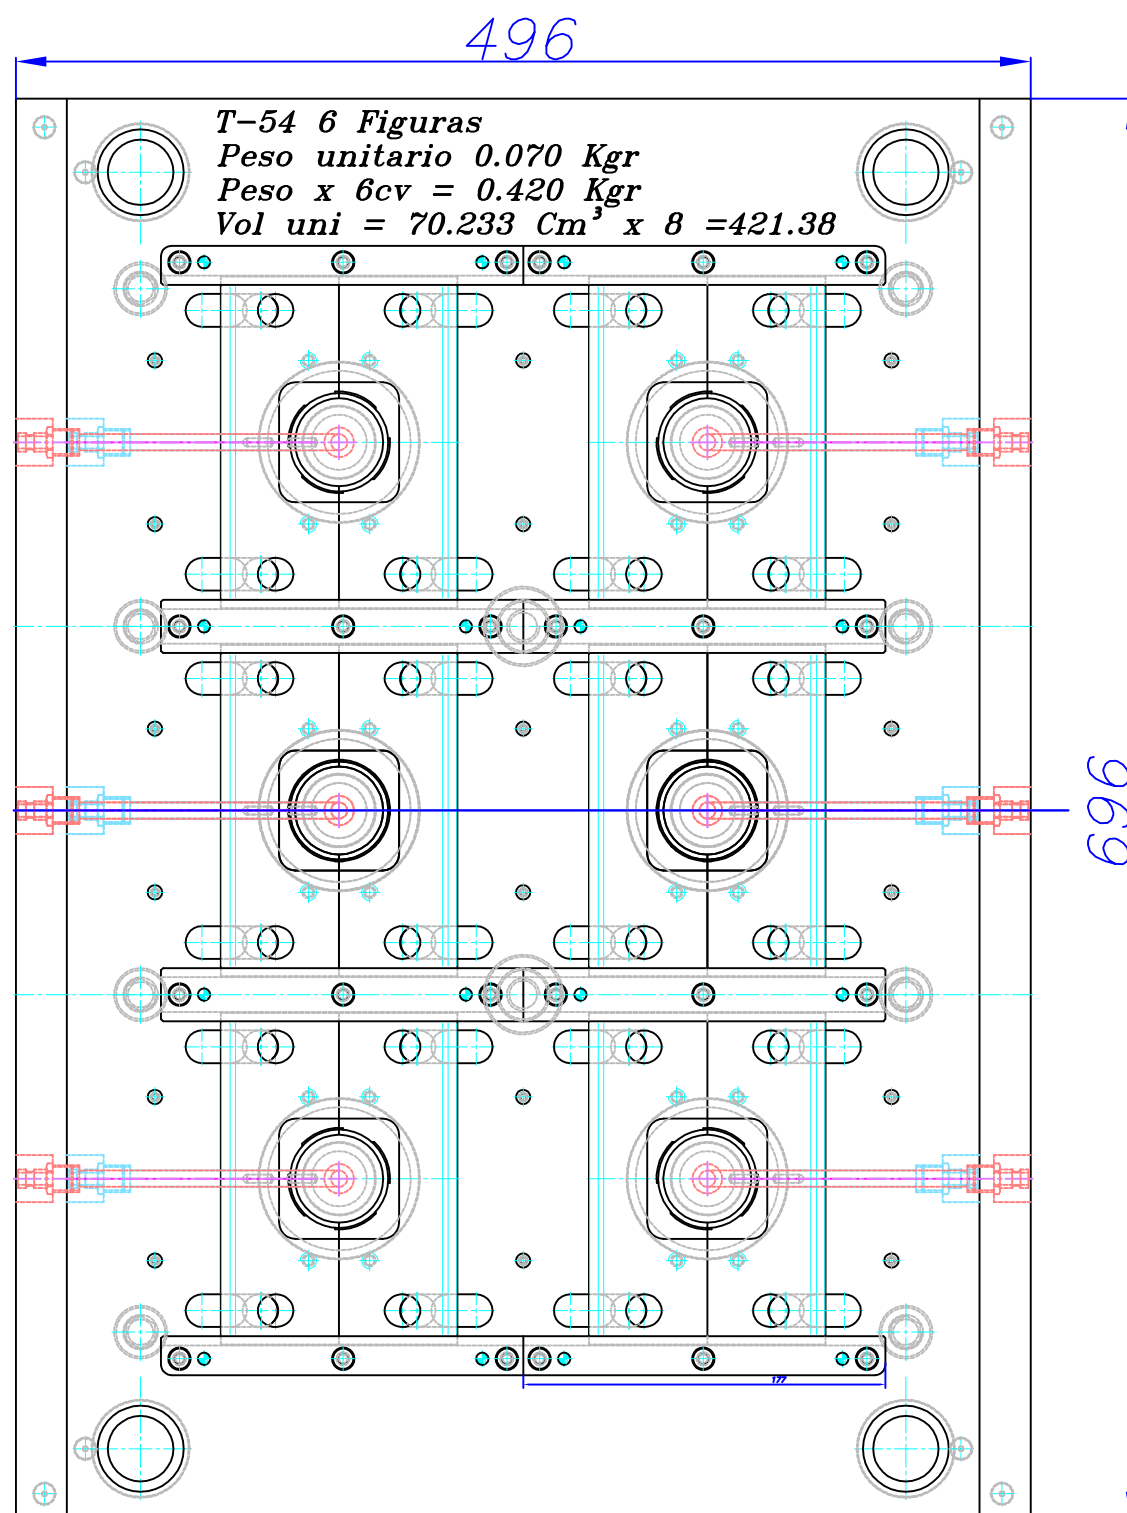 496
T-54 6 Figuras
Peso unitario 0.070 Kgr
Peso x 6cv = 0.420 Kgr
Vol uni = 70.233 Cm³ x 8 =421.38
696
177